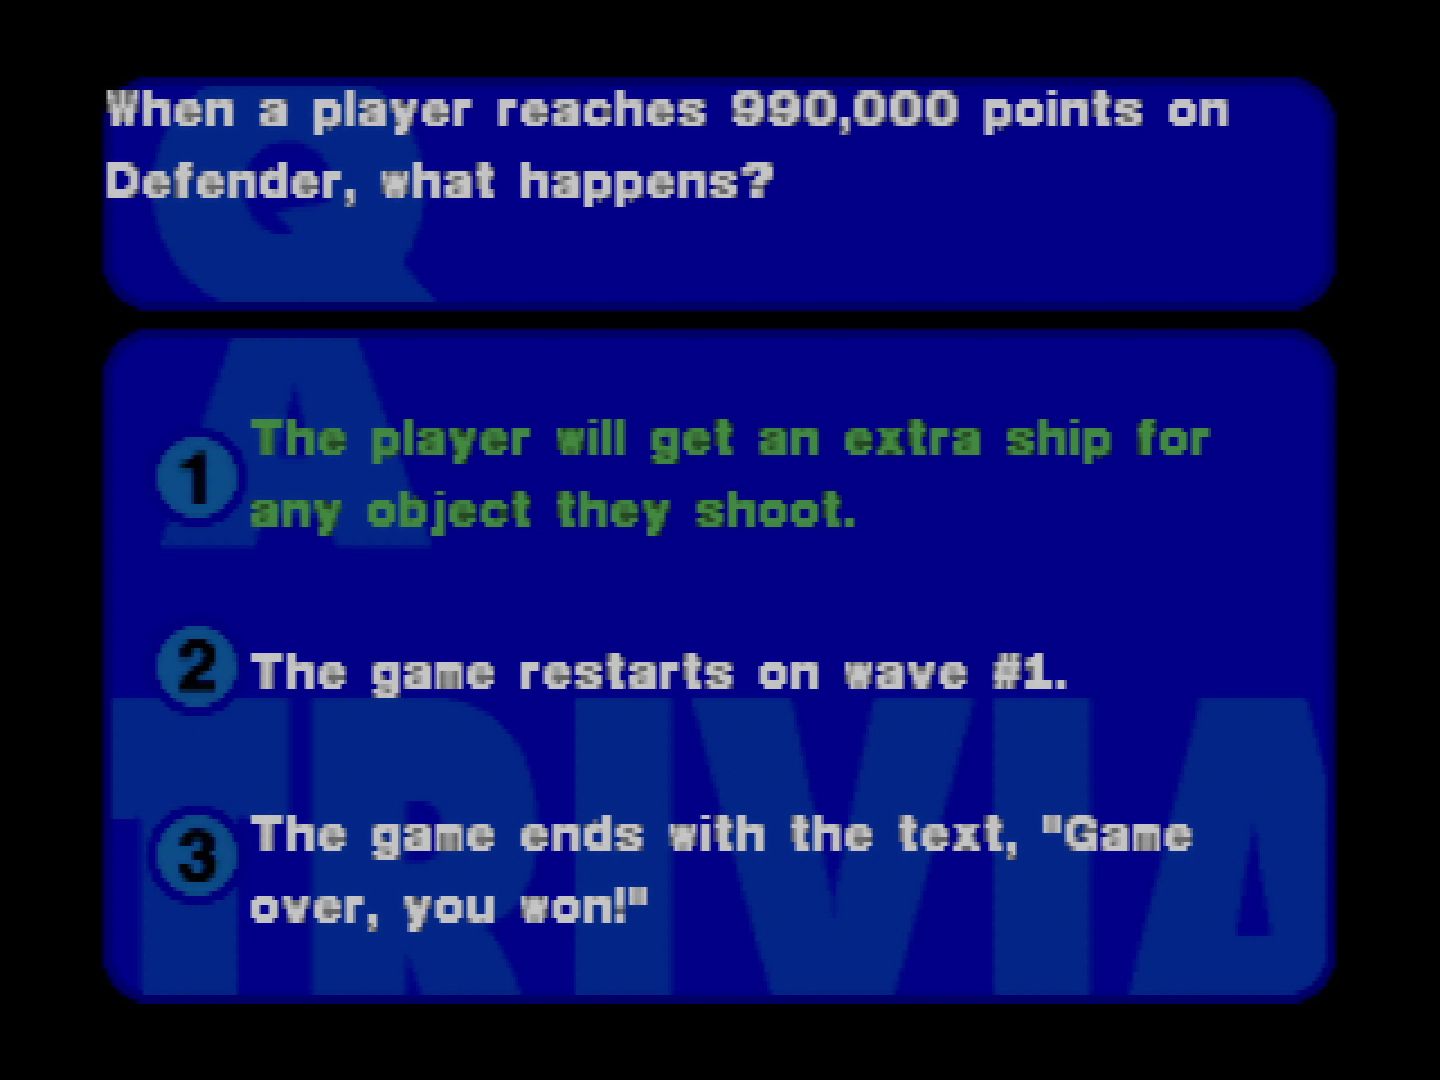 When a player reaches 990,000 points on
Defender, what happens?
1 The player will get an extra ship for
any object they shoot.
2 The game restarts on wave #1.
3 The game ends with the text, "Game
over, you won!"
Q
A
TRIVIA